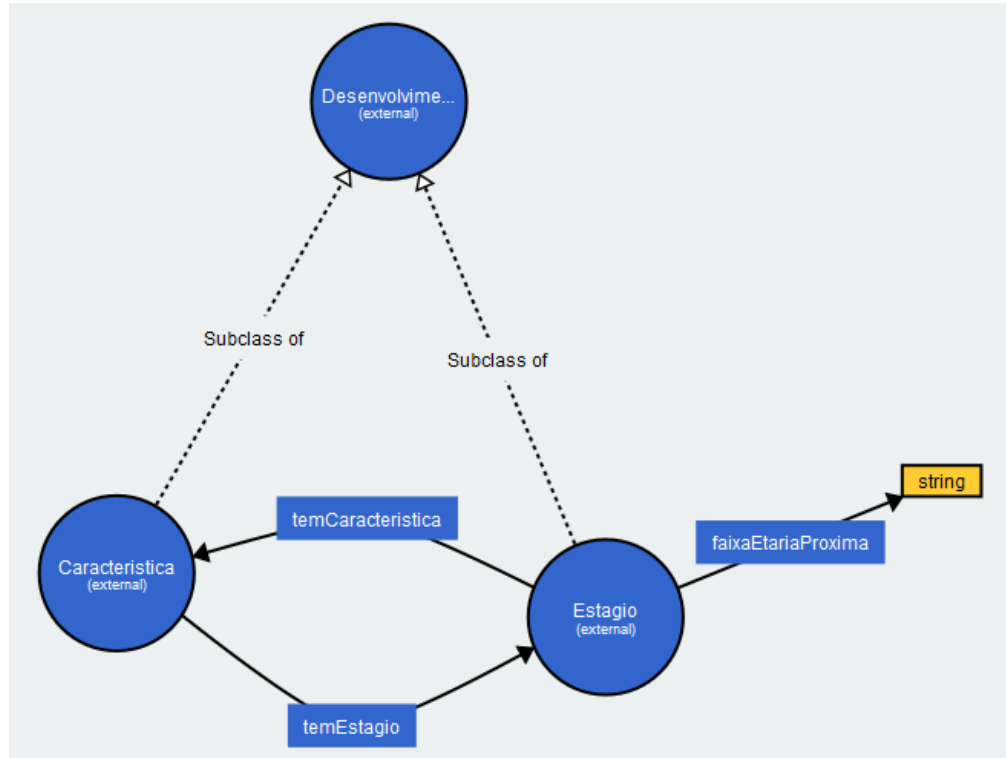 Desenvolvime...
(external)
Subclass of
Subclass of
string
temCaracteristica
faixaEtariaProxima
Caracteristica
(external)
Estagio
(external)
temEstagio